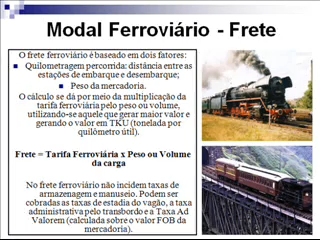 Modal Ferroviário - Frete
O frete ferroviário é baseado em dois fatores:
Quilometragem percorrida: distância entre as
estações de embarque e desembarque;
Peso da mercadoria.
O cálculo se dá por meio da multiplicação da
tarifa ferroviária pelo peso ou volume,
utilizando-se aquele que gerar maior valor e
gerando o valor em TKU (tonelada por
quilômetro útil).
Frete = Tarifa Ferroviária x Peso ou Volume
da carga
No frete ferroviário não incidem taxas de
armazenagem e manuseio. Podem ser
cobradas as taxas de estadia do vagão, a taxa
administrativa pelo transbordo e a Taxa Ad
Valorem (calculada sobre o valor FOB da
mercadoria).